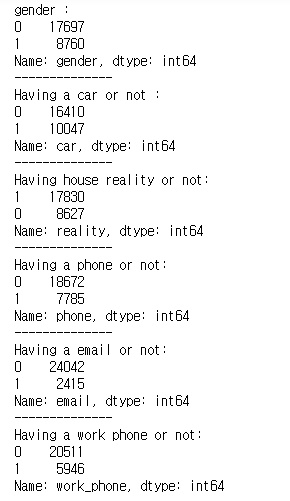 gender :
0    17697
1     8760
Name: gender, dtype: int64
--------------
Having a car or not :
0    16410
1    10047
Name: car, dtype: int64
--------------
Having house reality or not:
1    17830
0     8627
Name: reality, dtype: int64
--------------
Having a phone or not:
0    18672
1     7785
Name: phone, dtype: int64
--------------
Having a email or not:
0    24042
1     2415
Name: email, dtype: int64
--------------
Having a work phone or not:
0    20511
1     5946
Name: work_phone, dtype: int64